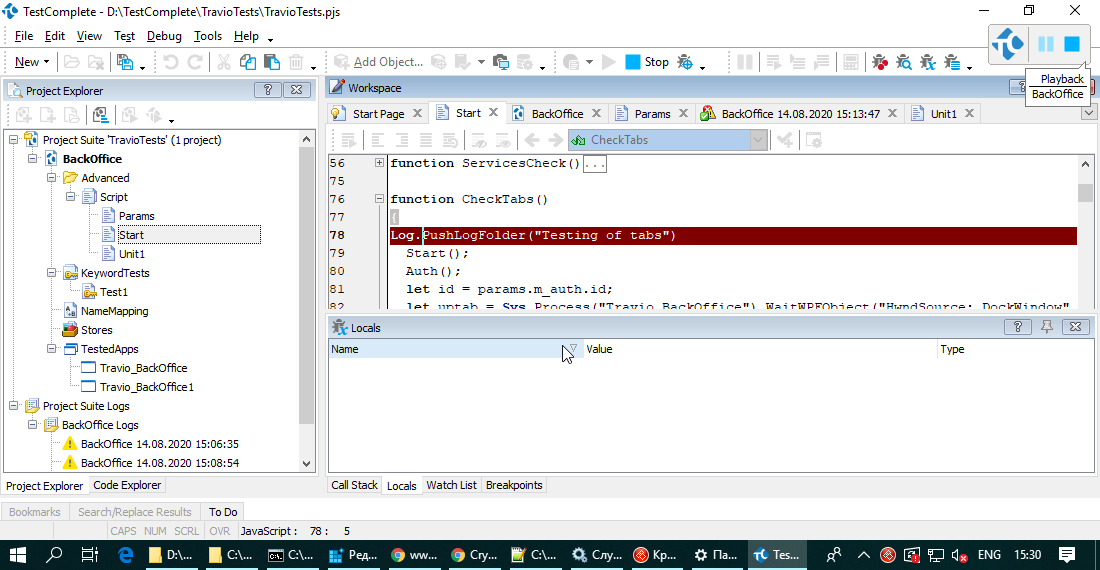 TestComplete - D:\TestComplete\TravioTests\TravioTests.pjs
File Edit View Test Debug Tools Help
New Add Object... Stop
Playback
BackOffice
Project Explorer
Workspace
Start Page Start BackOffice Params BackOffice 14.08.2020 15:13:47 Unit1
CheckTabs
Project Suite 'TravioTests' (1 project)
BackOffice
Advanced
Script
Params
Start
Unit1
KeywordTests
Test1
NameMapping
Stores
TestedApps
Travio_BackOffice
Travio_BackOffice1
Project Suite Logs
BackOffice Logs
BackOffice 14.08.2020 15:06:35
BackOffice 14.08.2020 15:08:54
Project Explorer Code Explorer
56 function ServicesCheck()...
75
76 function CheckTabs()
77 {
78 Log.PushLogFolder("Testing of tabs")
79 Start();
80 Auth();
81 let id = params.m_auth.id;
82 let uptab = Sys.Process("Travio_BackOffice").WaitWPFObject("HwndSource: DockWindow"
Locals
Name Value Type
Call Stack Locals Watch List Breakpoints
Bookmarks Search/Replace Results To Do
CAPS NUM SCRL OVR JavaScript : 78 : 5
D:\... C:\... C:\... Ред... ww... Cry... C:\... Слу... Кр... Па... Tes... ENG 15:30